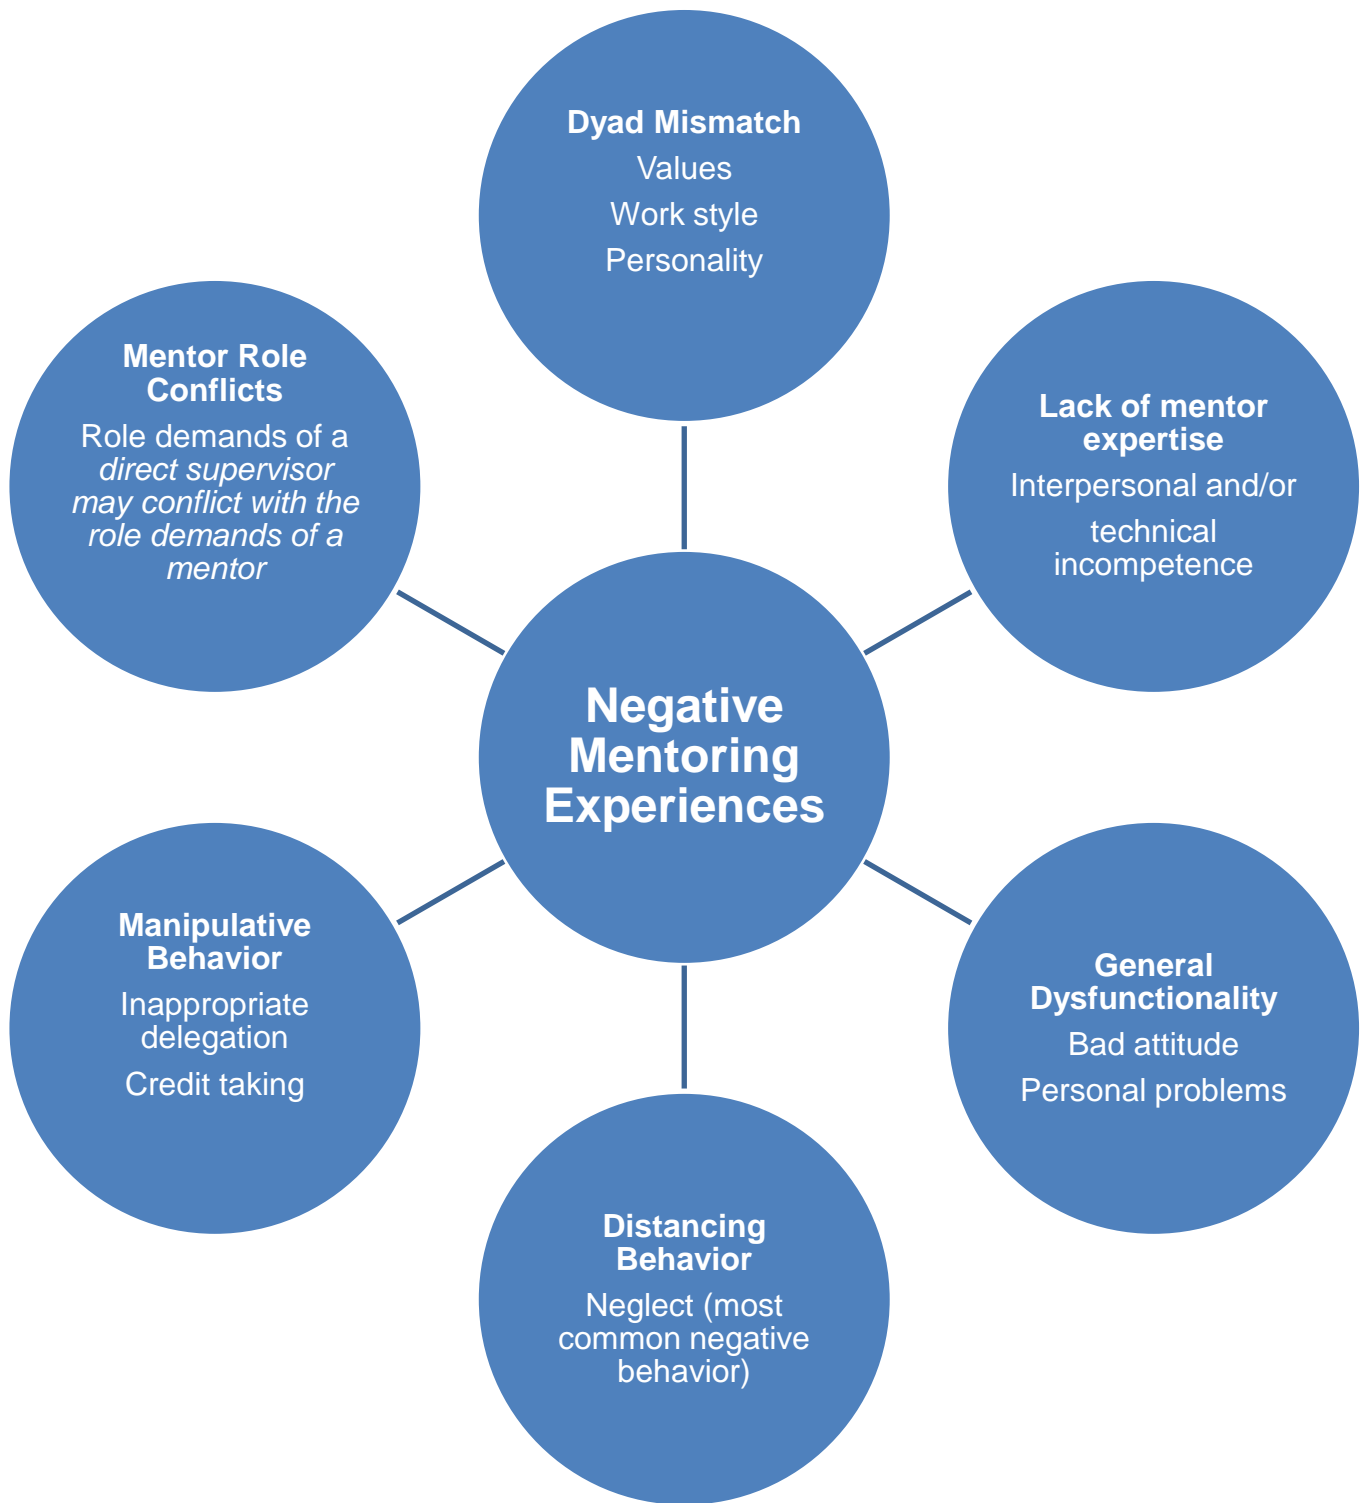 Dyad Mismatch
Values
Work style
Personality
Mentor Role
Conflicts
Role demands of a
direct supervisor
may conflict with the
role demands of a
mentor
Lack of mentor
expertise
Interpersonal and/or
technical
incompetence
Negative
Mentoring
Experiences
Manipulative
Behavior
Inappropriate
delegation
Credit taking
General
Dysfunctionality
Bad attitude
Personal problems
Distancing
Behavior
Neglect (most
common negative
behavior)